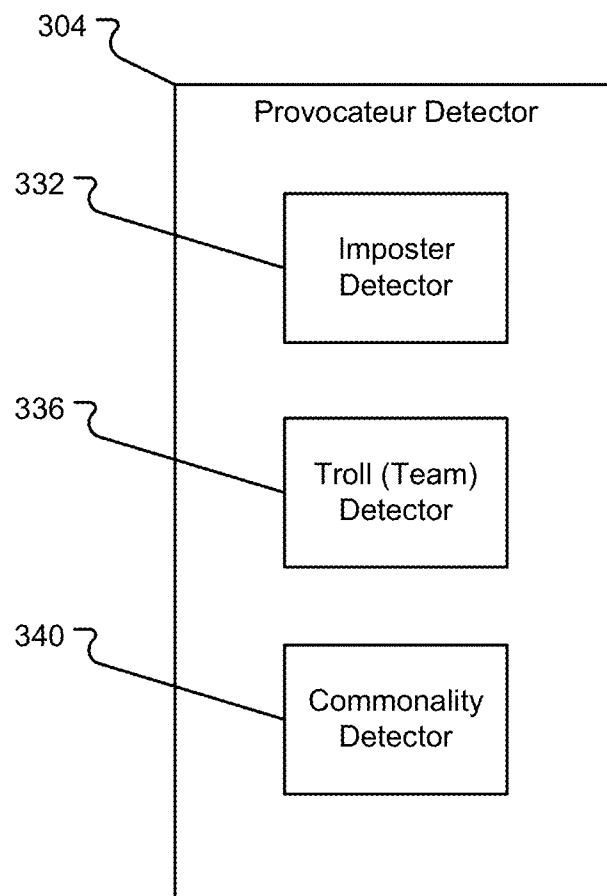 304
Provocateur Detector
332
Imposter
Detector
336
Troll (Team)
Detector
340
Commonality
Detector